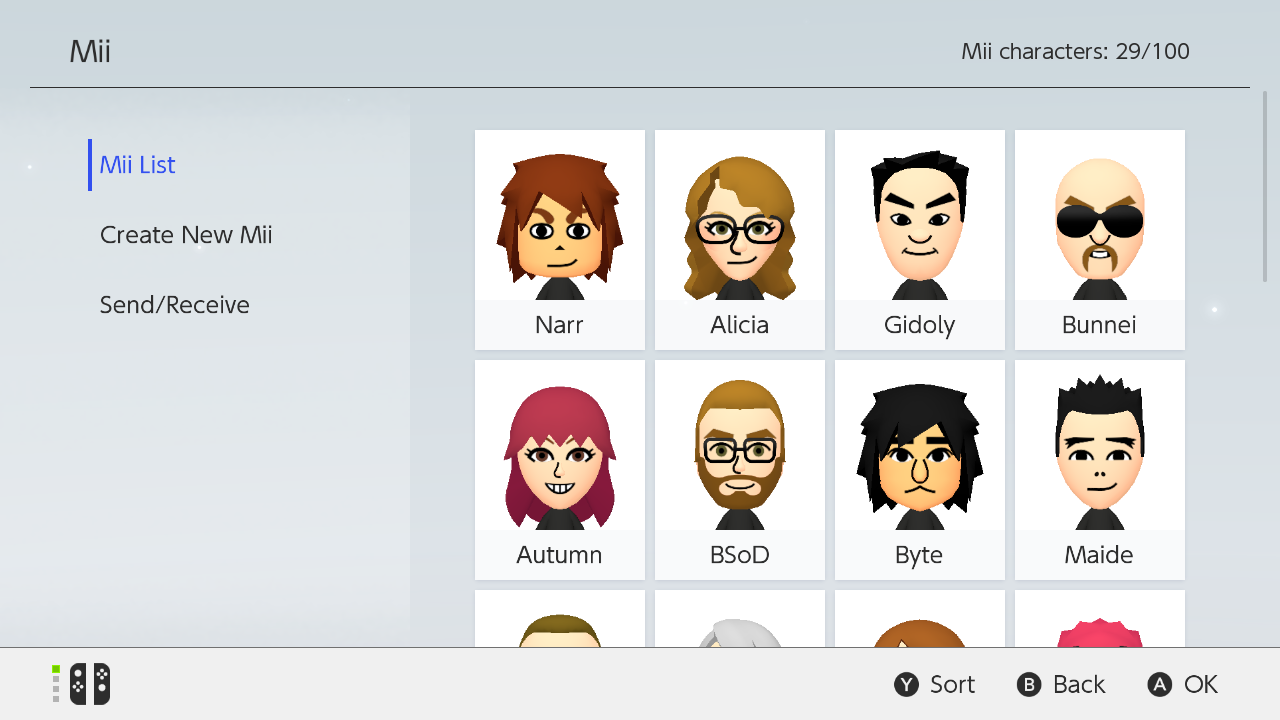 Mii
Mii characters: 29/100
Mii List
Create New Mii
Send/Receive
Narr
Alicia
Gidoly
Bunnei
Autumn
BSoD
Byte
Maide
Y Sort
B Back
A OK